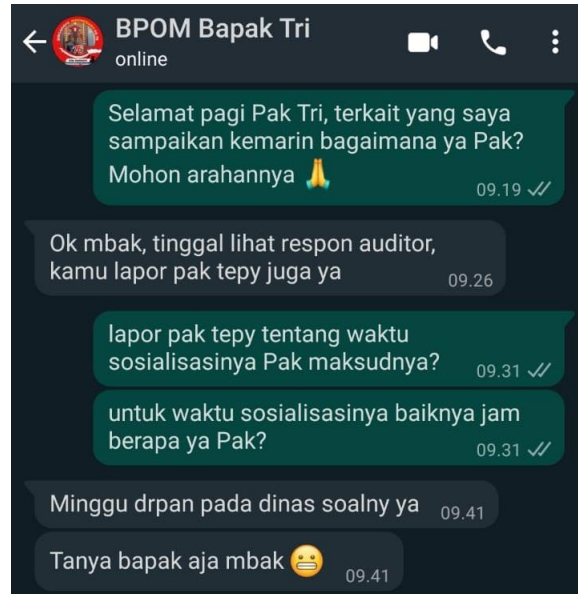 BPOM Bapak Tri
online
Selamat pagi Pak Tri, terkait yang saya
sampaikan kemarin bagaimana ya Pak?
Mohon arahannya 🙏
09.19
Ok mbak, tinggal lihat respon auditor,
kamu lapor pak tepy juga ya
09.26
lapor pak tepy tentang waktu
sosialisasinya Pak maksudnya?
09.31
untuk waktu sosialisasinya baiknya jam
berapa ya Pak?
09.31
Minggu drpan pada dinas soalny ya
09.41
Tanya bapak aja mbak 😬
09.41